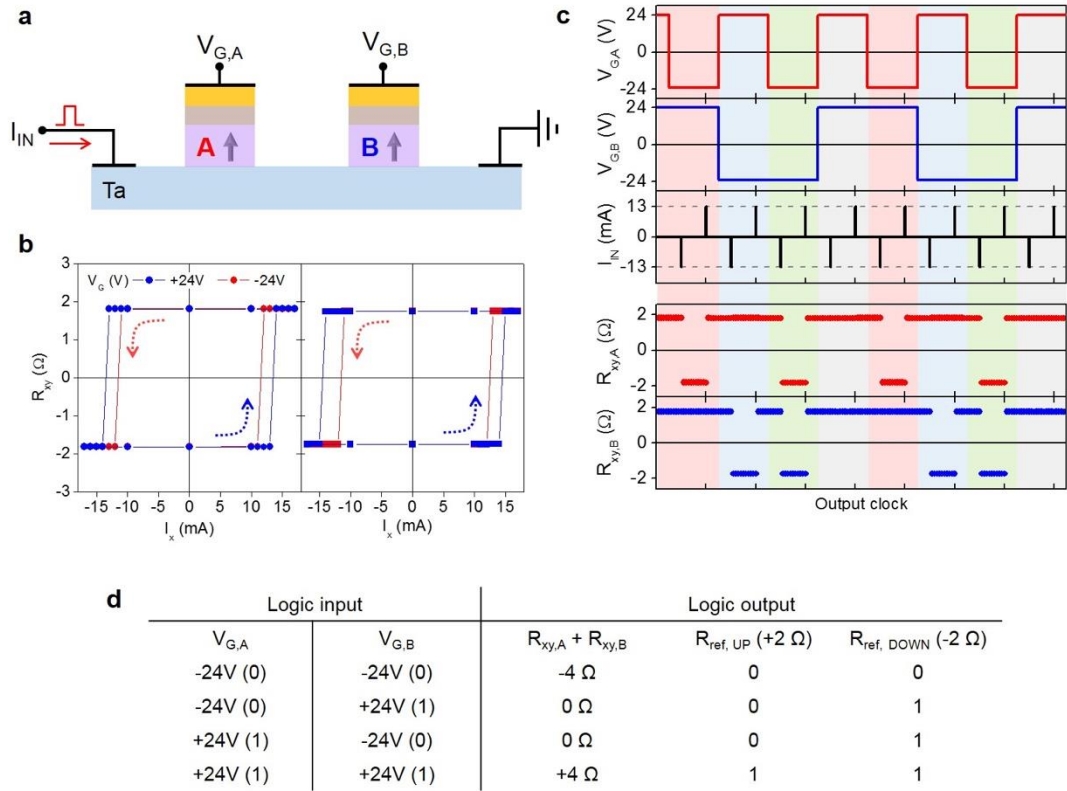 a
V_G,A
V_G,B
I_IN
A
B
Ta
b
V_G (V) +24V -24V
3
2
1
0
-1
-2
-3
R_xy (Ω)
-15 -10 -5 0 5 10 15
-15 -10 -5 0 5 10 15
I_x (mA)
I_x (mA)
c
24
0
-24
V_G,A (V)
24
0
-24
V_G,B (V)
13
0
-13
I_IN (mA)
2
0
-2
R_xy,A (Ω)
2
0
-2
R_xy,B (Ω)
Output clock
d
Logic input Logic output
V_G,A V_G,B R_xy,A + R_xy,B R_ref, UP (+2 Ω) R_ref, DOWN (-2 Ω)
-24V (0) -24V (0) -4 Ω 0 0
-24V (0) +24V (1) 0 Ω 0 1
+24V (1) -24V (0) 0 Ω 0 1
+24V (1) +24V (1) +4 Ω 1 1